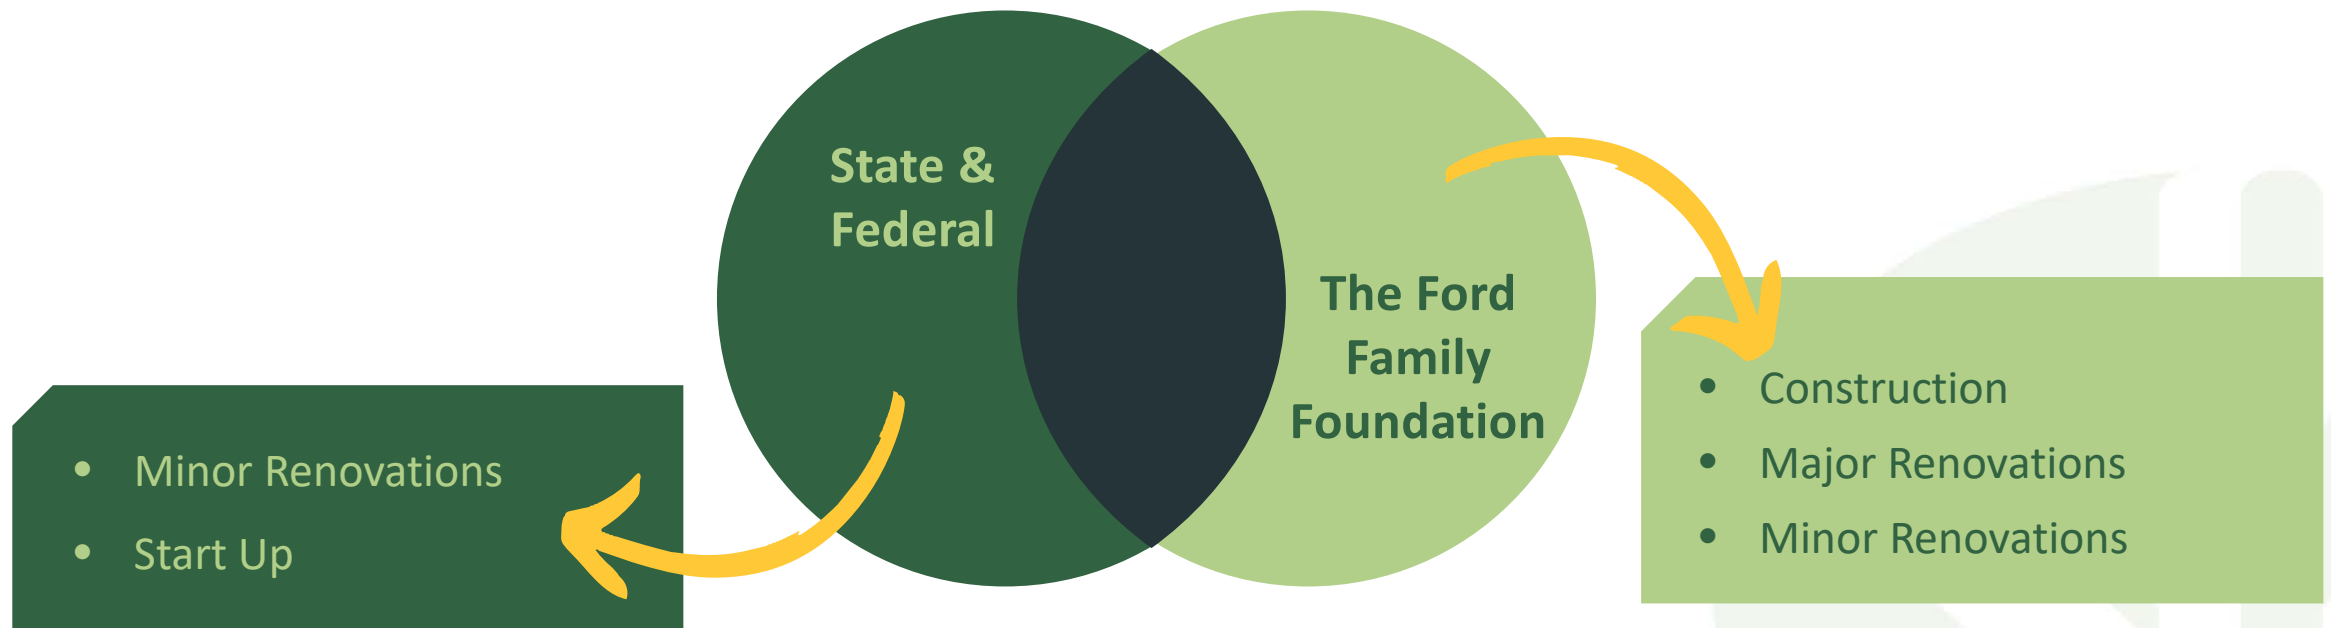 State &
Federal
The Ford
Family
Foundation
• Minor Renovations
• Start Up
• Construction
• Major Renovations
• Minor Renovations